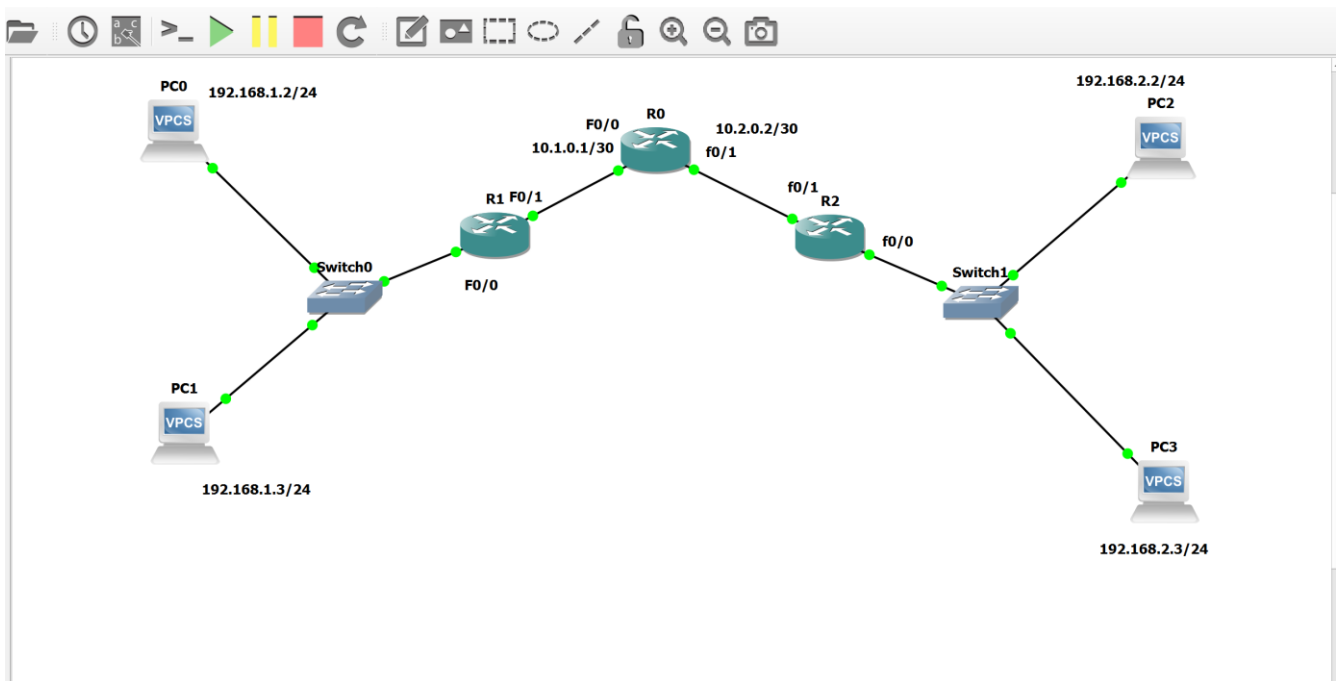 PC0
192.168.1.2/24
VPCS
R0
F0/0
10.1.0.1/30
10.2.0.2/30
f0/1
192.168.2.2/24
PC2
VPCS
R1
F0/1
f0/1
R2
f0/0
Switch0
F0/0
Switch1
PC1
VPCS
192.168.1.3/24
PC3
VPCS
192.168.2.3/24